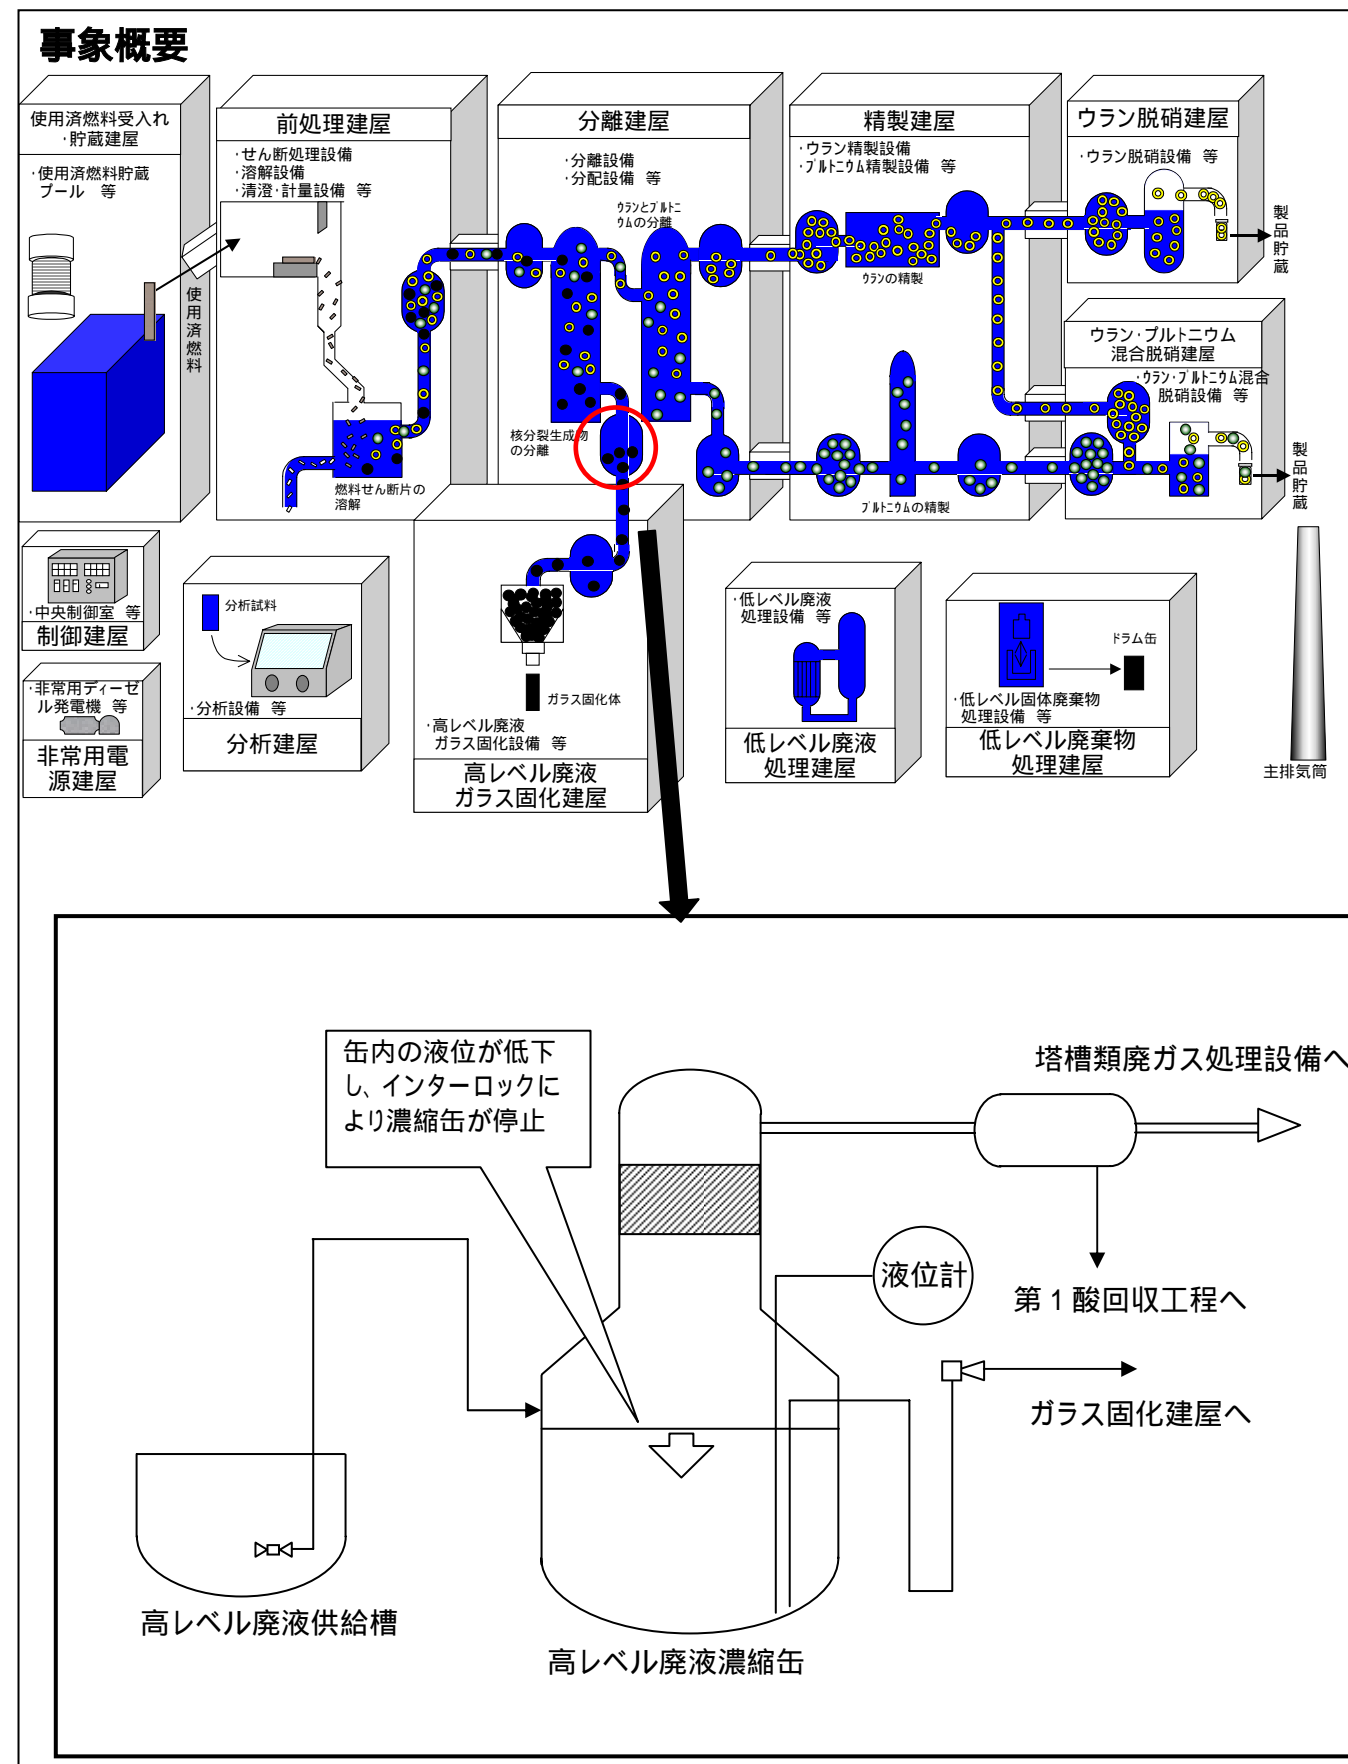 事象概要
使用済燃料受入れ
・貯蔵建屋
・使用済燃料貯蔵
プール 等
使用済燃料
前処理建屋
・せん断処理設備
・溶解設備
・清澄・計量設備 等
燃料せん断片の
溶解
分離建屋
・分離設備
・分配設備 等
ウランとプルトニ
ウムの分離
核分裂生成物
の分離
精製建屋
・ウラン精製設備
・プルトニウム精製設備 等
ウランの精製
プルトニウムの精製
ウラン脱硝建屋
・ウラン脱硝設備 等
製品貯蔵
ウラン・プルトニウム
混合脱硝建屋
・ウラン・プルトニウム混合
脱硝設備 等
製品貯蔵
・中央制御室 等
制御建屋
・非常用ディーゼ
ル発電機 等
非常用電
源建屋
分析試料
・分析設備 等
分析建屋
ガラス固化体
・高レベル廃液
ガラス固化設備 等
高レベル廃液
ガラス固化建屋
・低レベル廃液
処理設備 等
低レベル廃液
処理建屋
ドラム缶
・低レベル固体廃棄物
処理設備 等
低レベル廃棄物
処理建屋
主排気筒
缶内の液位が低下
し、インターロックに
より濃縮缶が停止
塔槽類廃ガス処理設備へ
液位計
第1酸回収工程へ
ガラス固化建屋へ
高レベル廃液供給槽
高レベル廃液濃縮缶